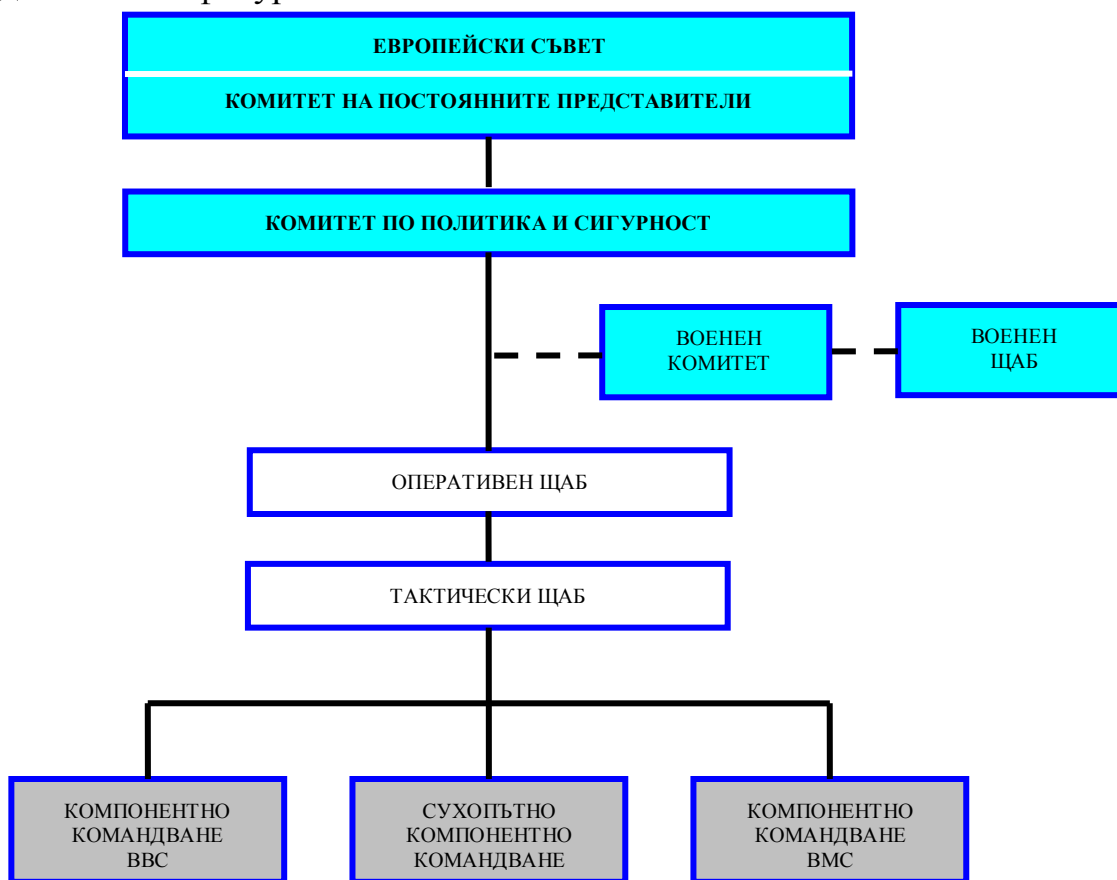 ЕВРОПЕЙСКИ СЪВЕТ
КОМИТЕТ НА ПОСТОЯННИТЕ ПРЕДСТАВИТЕЛИ
КОМИТЕТ ПО ПОЛИТИКА И СИГУРНОСТ
ВОЕНЕН
КОМИТЕТ
ВОЕНЕН
ЩАБ
ОПЕРАТИВЕН ЩАБ
ТАКТИЧЕСКИ ЩАБ
КОМПОНЕНТНО
КОМАНДВАНЕ
ВВС
СУХОПЪТНО
КОМПОНЕНТНО
КОМАНДВАНЕ
КОМПОНЕНТНО
КОМАНДВАНЕ
ВМС